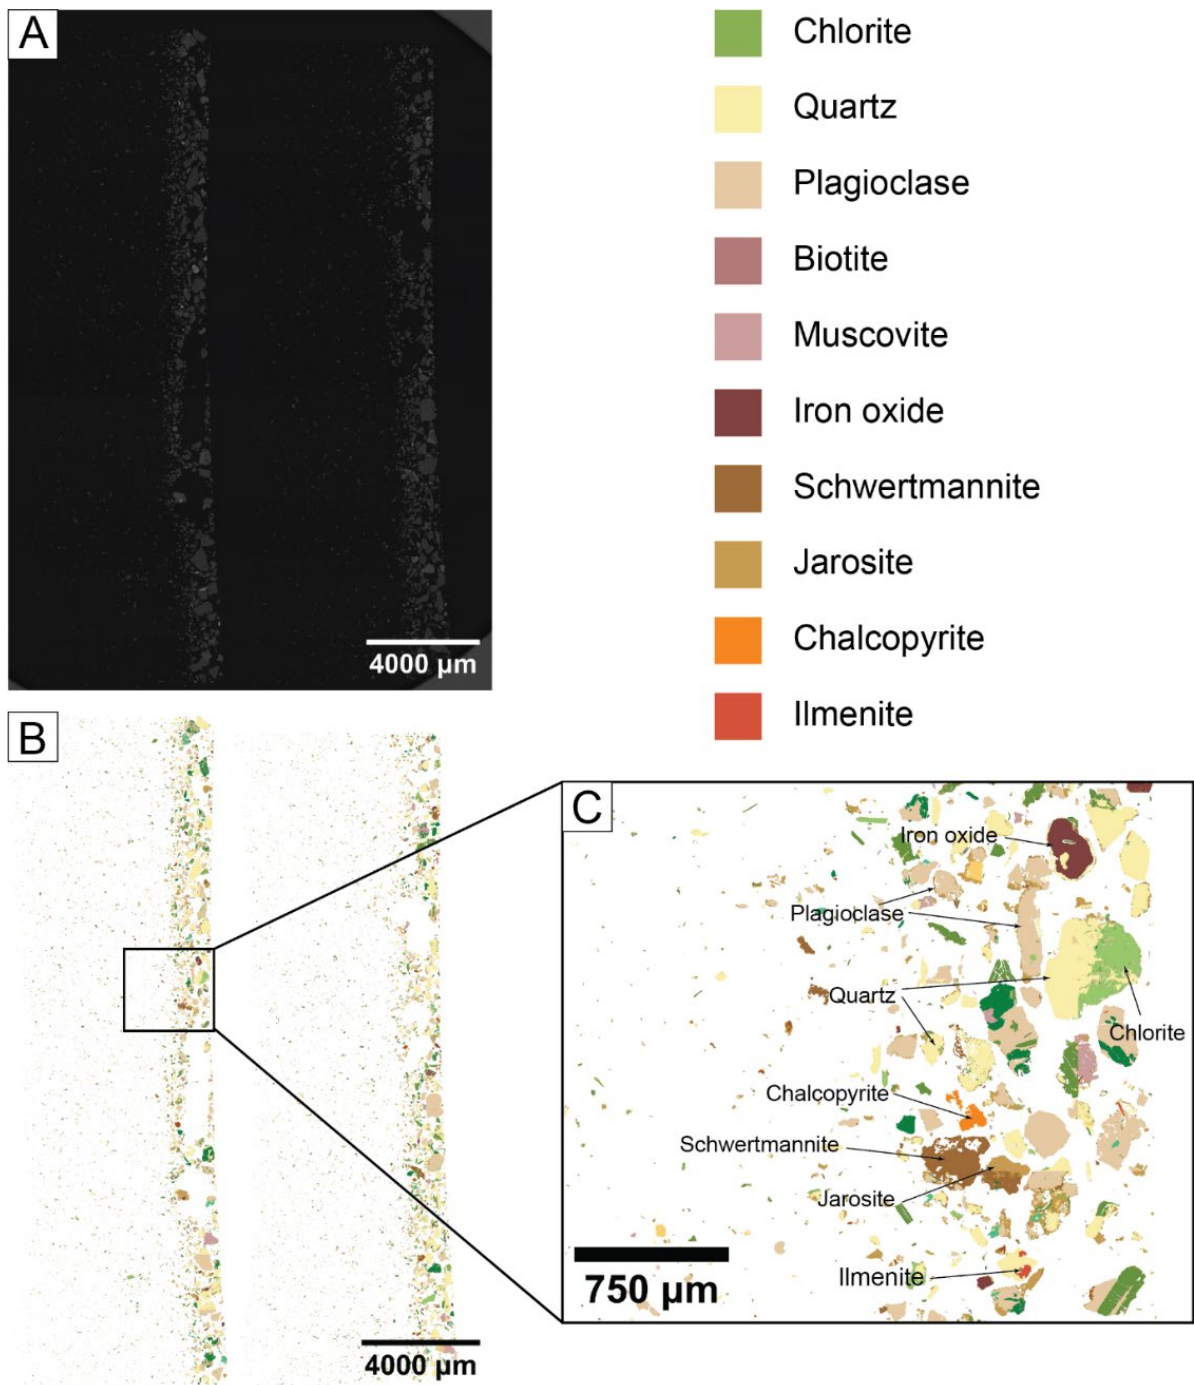 A
Chlorite
Quartz
Plagioclase
Biotite
Muscovite
Iron oxide
Schwertmannite
Jarosite
Chalcopyrite
Ilmenite
4000 µm
B
4000 µm
C
Iron oxide
Plagioclase
Quartz
Chlorite
Chalcopyrite
Schwertmannite
Jarosite
Ilmenite
750 µm